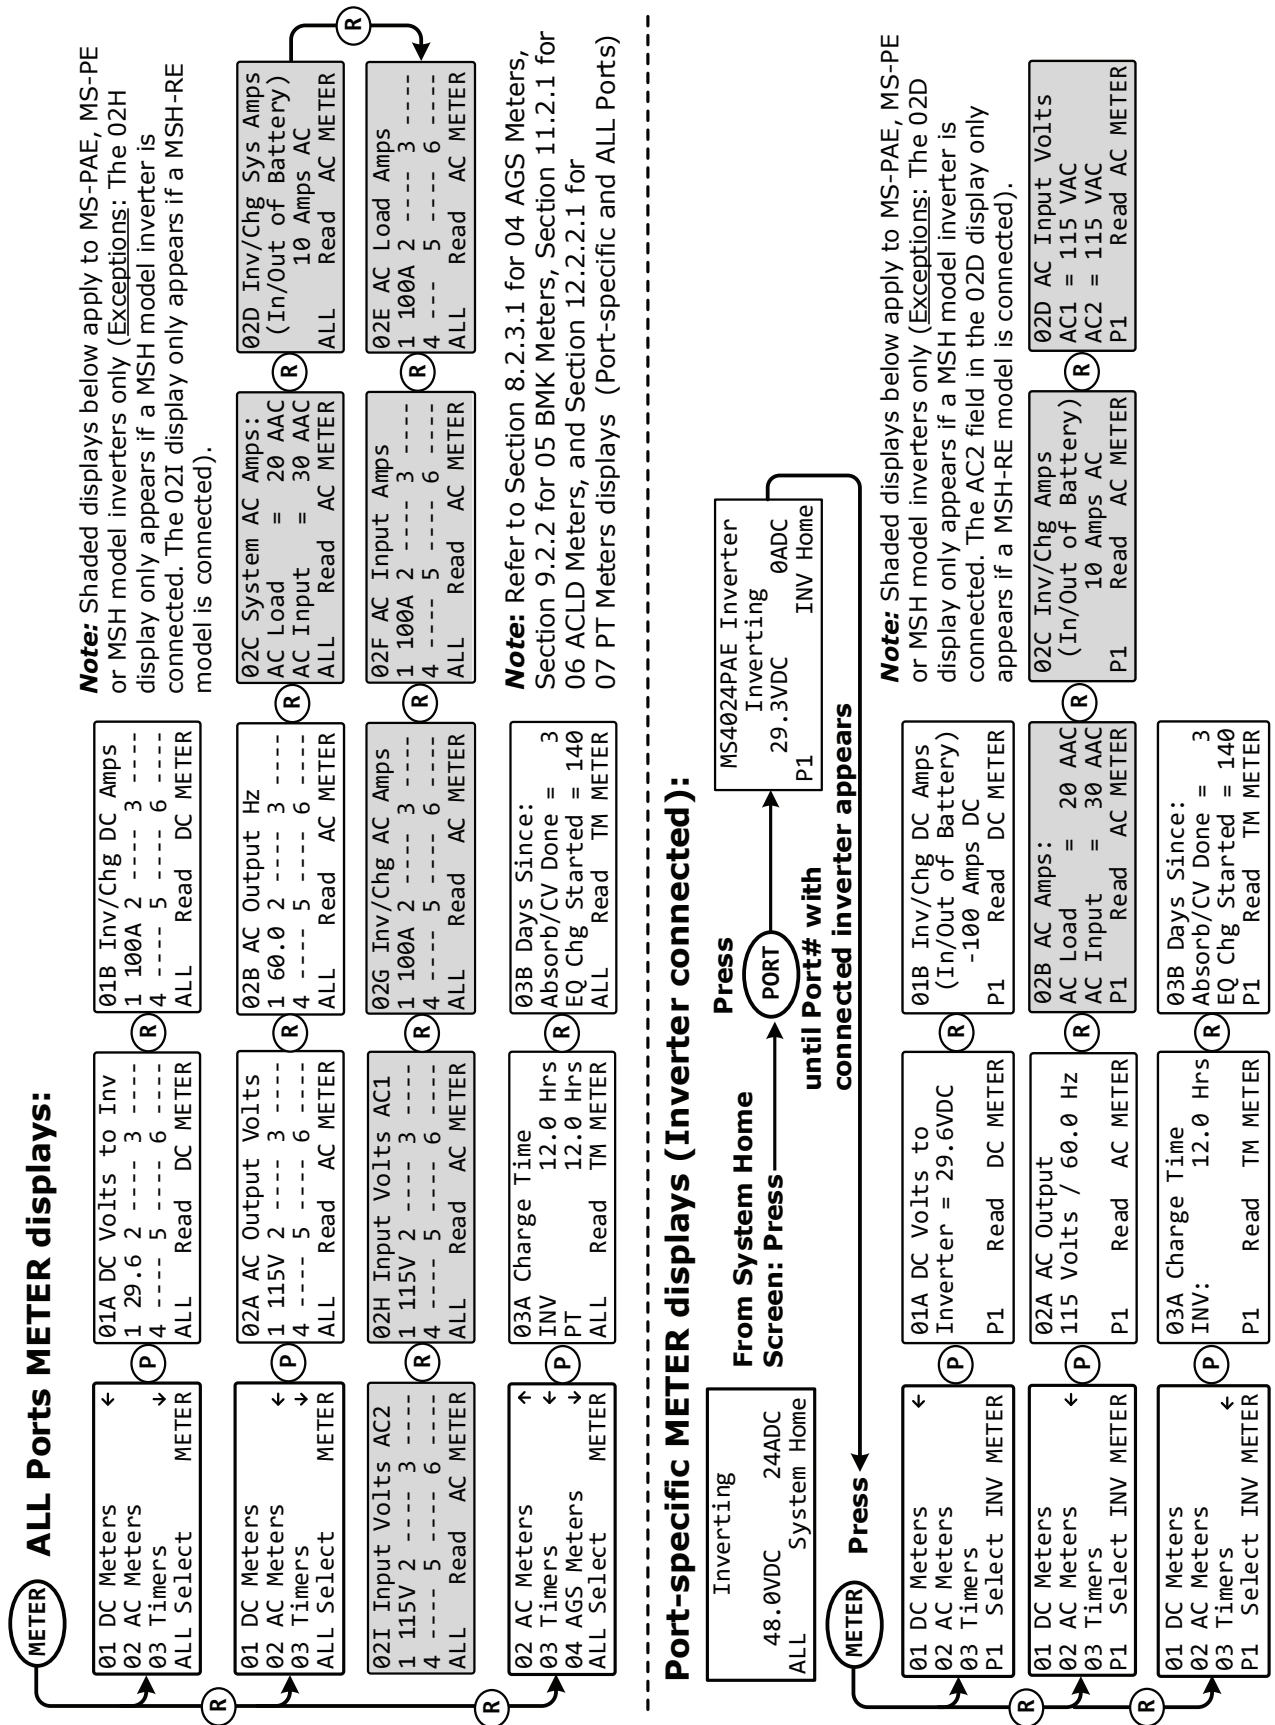 ALL Ports METER displays:
METER
Note: Shaded displays below apply to MS-PAE, MS-PE
or MSH model inverters only (Exceptions: The 02H
display only appears if a MSH model inverter is
connected. The 02I display only appears if a MSH-RE
model is connected).
01 DC Meters ←
02 AC Meters
03 Timers ↓
ALL Select METER
P
01A DC Volts to Inv
1 29.6 2 ---- 3 ----
4 ---- 5 ---- 6 ----
ALL Read DC METER
R
01B Inv/Chg DC Amps
1 100A 2 ---- 3 ----
4 ---- 5 ---- 6 ----
ALL Read DC METER
R
01 DC Meters
02 AC Meters ←
03 Timers ↓
ALL Select METER
P
02A AC Output Volts
1 115V 2 ---- 3 ----
4 ---- 5 ---- 6 ----
ALL Read AC METER
R
02B AC Output Hz
1 60.0 2 ---- 3 ----
4 ---- 5 ---- 6 ----
ALL Read AC METER
R
02C System AC Amps:
AC Load = 20 AAC
AC Input = 30 AAC
ALL Read AC METER
R
02D Inv/Chg Sys Amps
(In/Out of Battery)
10 Amps AC
ALL Read AC METER
R
02I Input Volts AC2
1 115V 2 ---- 3 ----
4 ---- 5 ---- 6 ----
ALL Read AC METER
R
02H Input Volts AC1
1 115V 2 ---- 3 ----
4 ---- 5 ---- 6 ----
ALL Read AC METER
R
02G Inv/Chg AC Amps
1 100A 2 ---- 3 ----
4 ---- 5 ---- 6 ----
ALL Read AC METER
R
02F AC Input Amps
1 100A 2 ---- 3 ----
4 ---- 5 ---- 6 ----
ALL Read AC METER
R
02E AC Load Amps
1 100A 2 ---- 3 ----
4 --- 5 ---- 6 ----
ALL Read AC METER
R
02 AC Meters ↑
03 Timers ←
04 AGS Meters ↓
ALL Select METER
P
03A Charge Time
INV 12.0 Hrs
PT 12.0 Hrs
ALL Read TM METER
R
03B Days Since:
Absorb/CV Done = 3
EQ Chg Started = 140
ALL Read TM METER
Note: Refer to Section 8.2.3.1 for 04 AGS Meters,
Section 9.2.2 for 05 BMK Meters, Section 11.2.1 for
06 ACLD Meters, and Section 12.2.2.1 for
07 PT Meters displays (Port-specific and ALL Ports)
Port-specific METER displays (Inverter connected):
Inverting
48.0VDC 24ADC
ALL System Home
From System Home
Screen: Press
Press
PORT
until Port# with
connected inverter appears
MS4024PAE Inverter
Inverting
29.3VDC 0ADC
P1 INV Home
METER
Press
Note: Shaded displays below apply to MS-PAE, MS-PE
or MSH model inverters only (Exceptions: The 02D
display only appears if a MSH model inverter is
connected. The AC2 field in the 02D display only
appears if a MSH-RE model is connected).
01 DC Meters ←
02 AC Meters
03 Timers
P1 Select INV METER
P
01A DC Volts to
Inverter = 29.6VDC
P1 Read DC METER
R
01B Inv/Chg DC Amps
(In/Out of Battery)
-100 Amps DC
P1 Read DC METER
R
01 DC Meters
02 AC Meters ←
03 Timers
P1 Select INV METER
P
02A AC Output
115 Volts / 60.0 Hz
P1 Read AC METER
R
02B AC Amps:
AC Load = 20 AAC
AC Input = 30 AAC
P1 Read AC METER
R
02C Inv/Chg Amps
(In/Out of Battery)
10 Amps AC
P1 Read AC METER
R
02D AC Input Volts
AC1 = 115 VAC
AC2 = 115 VAC
P1 Read AC METER
R
01 DC Meters
02 AC Meters
03 Timers ←
P1 Select INV METER
P
03A Charge Time
INV: 12.0 Hrs
P1 Read TM METER
R
03B Days Since:
Absorb/CV Done = 3
EQ Chg Started = 140
P1 Read TM METER